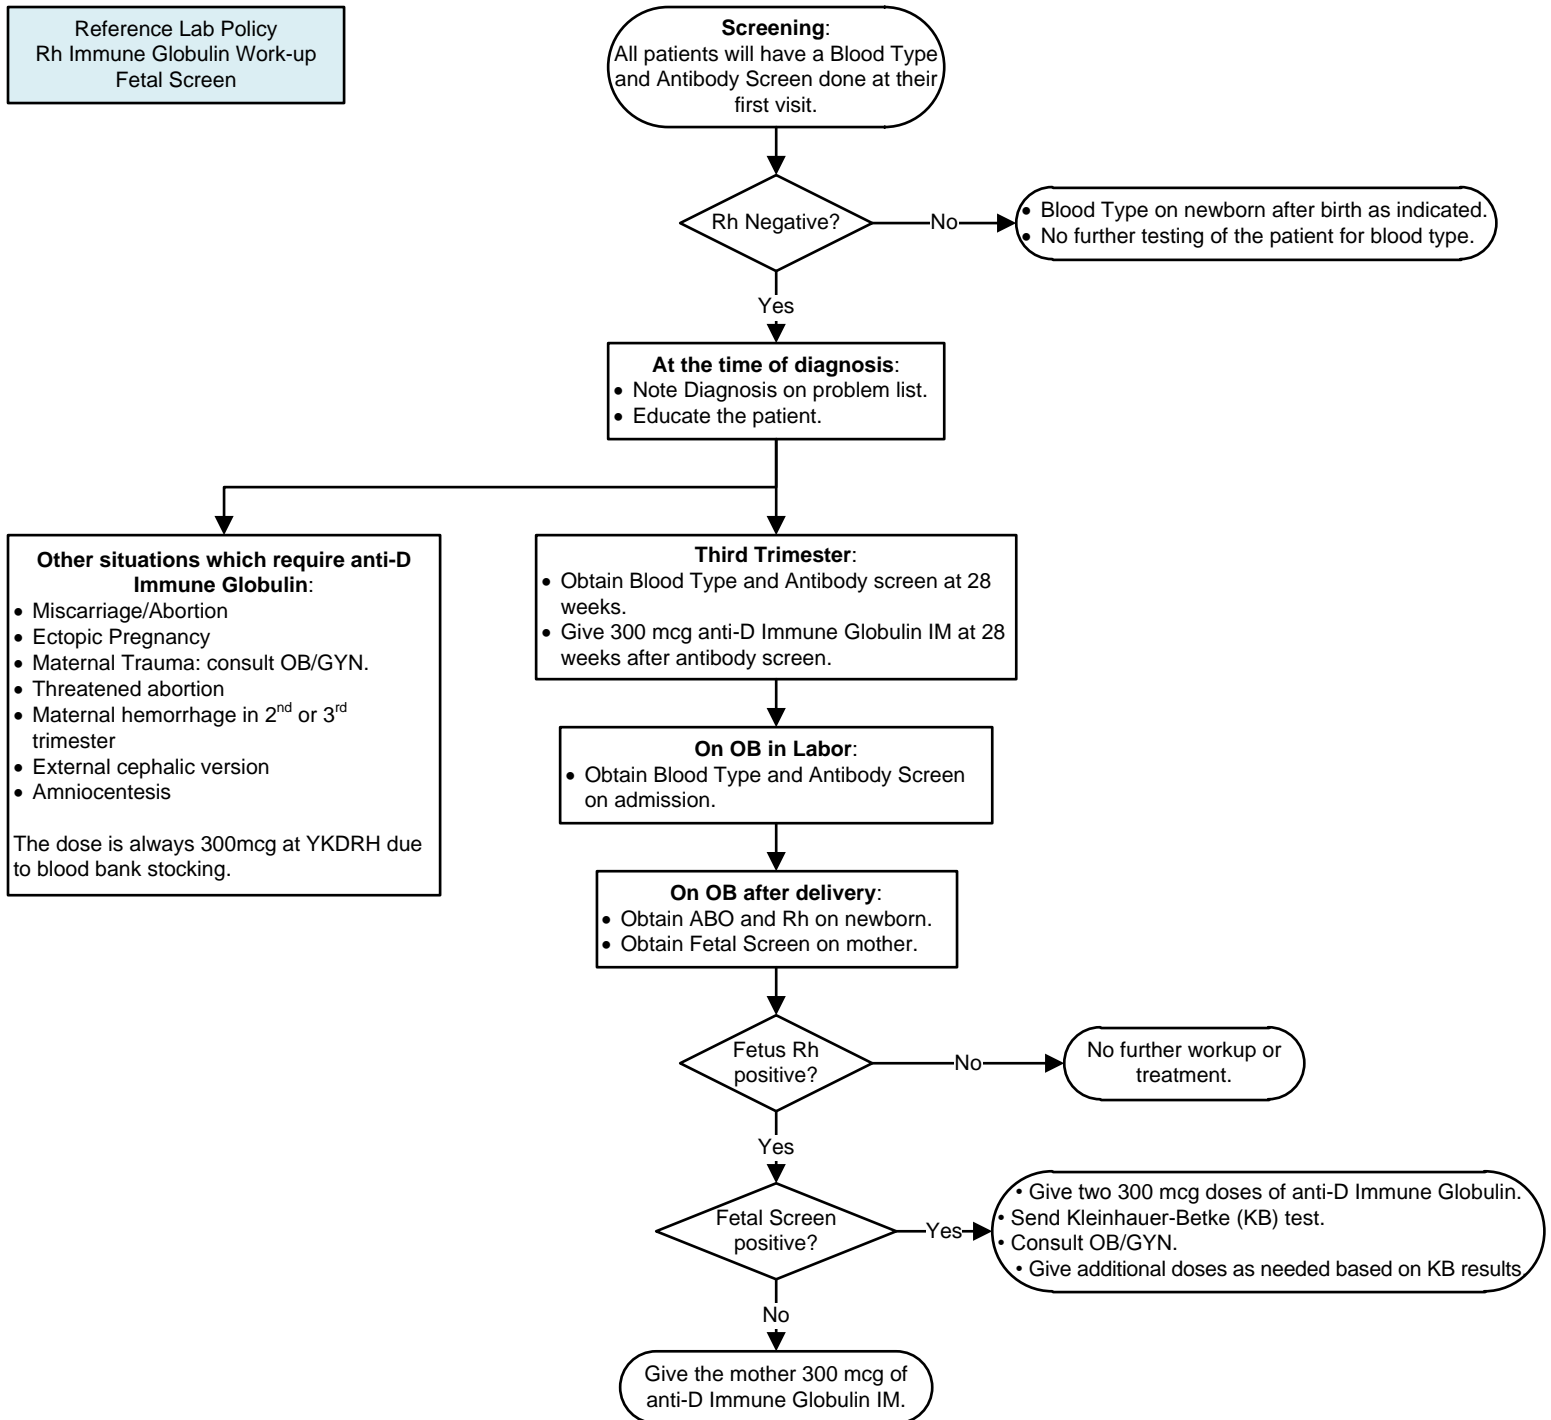 Reference Lab Policy
Rh Immune Globulin Work-up
Fetal Screen
Screening:
All patients will have a Blood Type
and Antibody Screen done at their
first visit.
Rh Negative?
No
• Blood Type on newborn after birth as indicated.
• No further testing of the patient for blood type.
Yes
At the time of diagnosis:
• Note Diagnosis on problem list.
• Educate the patient.
Other situations which require anti-D
Immune Globulin:
• Miscarriage/Abortion
• Ectopic Pregnancy
• Maternal Trauma: consult OB/GYN.
• Threatened abortion
• Maternal hemorrhage in 2nd or 3rd
trimester
• External cephalic version
• Amniocentesis
The dose is always 300mcg at YKDRH due
to blood bank stocking.
Third Trimester:
• Obtain Blood Type and Antibody screen at 28
weeks.
• Give 300 mcg anti-D Immune Globulin IM at 28
weeks after antibody screen.
On OB in Labor:
• Obtain Blood Type and Antibody Screen
on admission.
On OB after delivery:
• Obtain ABO and Rh on newborn.
• Obtain Fetal Screen on mother.
Fetus Rh
positive?
No
No further workup or
treatment.
Yes
Fetal Screen
positive?
Yes
• Give two 300 mcg doses of anti-D Immune Globulin.
• Send Kleinhauer-Betke (KB) test.
• Consult OB/GYN.
• Give additional doses as needed based on KB results
No
Give the mother 300 mcg of
anti-D Immune Globulin IM.